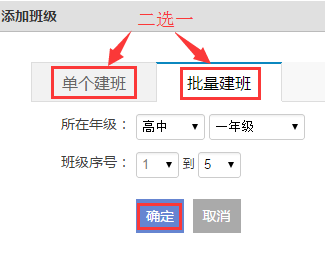 添加班级
二选一
单个建班 批量建班
所在年级： 高中 一年级
班级序号： 1 到 5
确定 取消